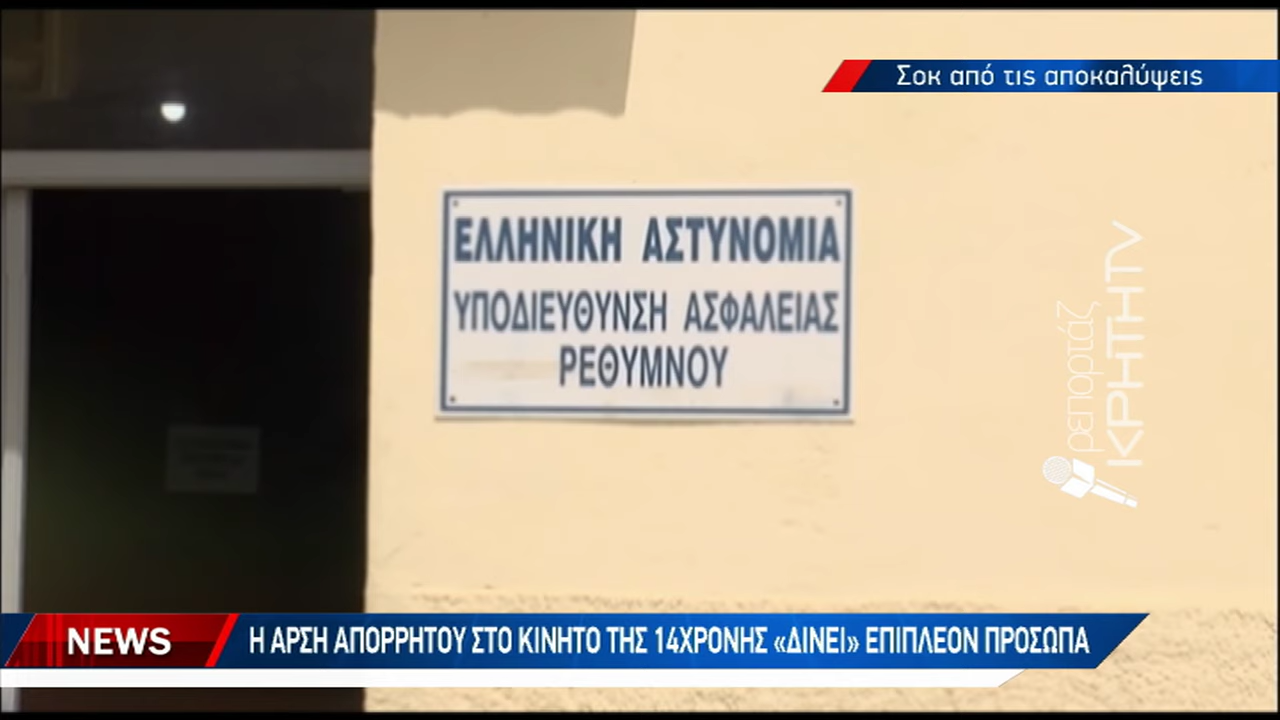 Σοκ από τις αποκαλύψεις
ΕΛΛΗΝΙΚΗ ΑΣΤΥΝΟΜΙΑ
ΥΠΟΔΙΕΥΘΥΝΣΗ ΑΣΦΑΛΕΙΑΣ
ΡΕΘΥΜΝΟΥ
ρεπορτάζ
ΚΡΗΤΗ TV
NEWS
Η ΑΡΣΗ ΑΠΟΡΡΗΤΟΥ ΣΤΟ ΚΙΝΗΤΟ ΤΗΣ 14ΧΡΟΝΗΣ «ΔΙΝΕΙ» ΕΠΙΠΛΕΟΝ ΠΡΟΣΩΠΑ